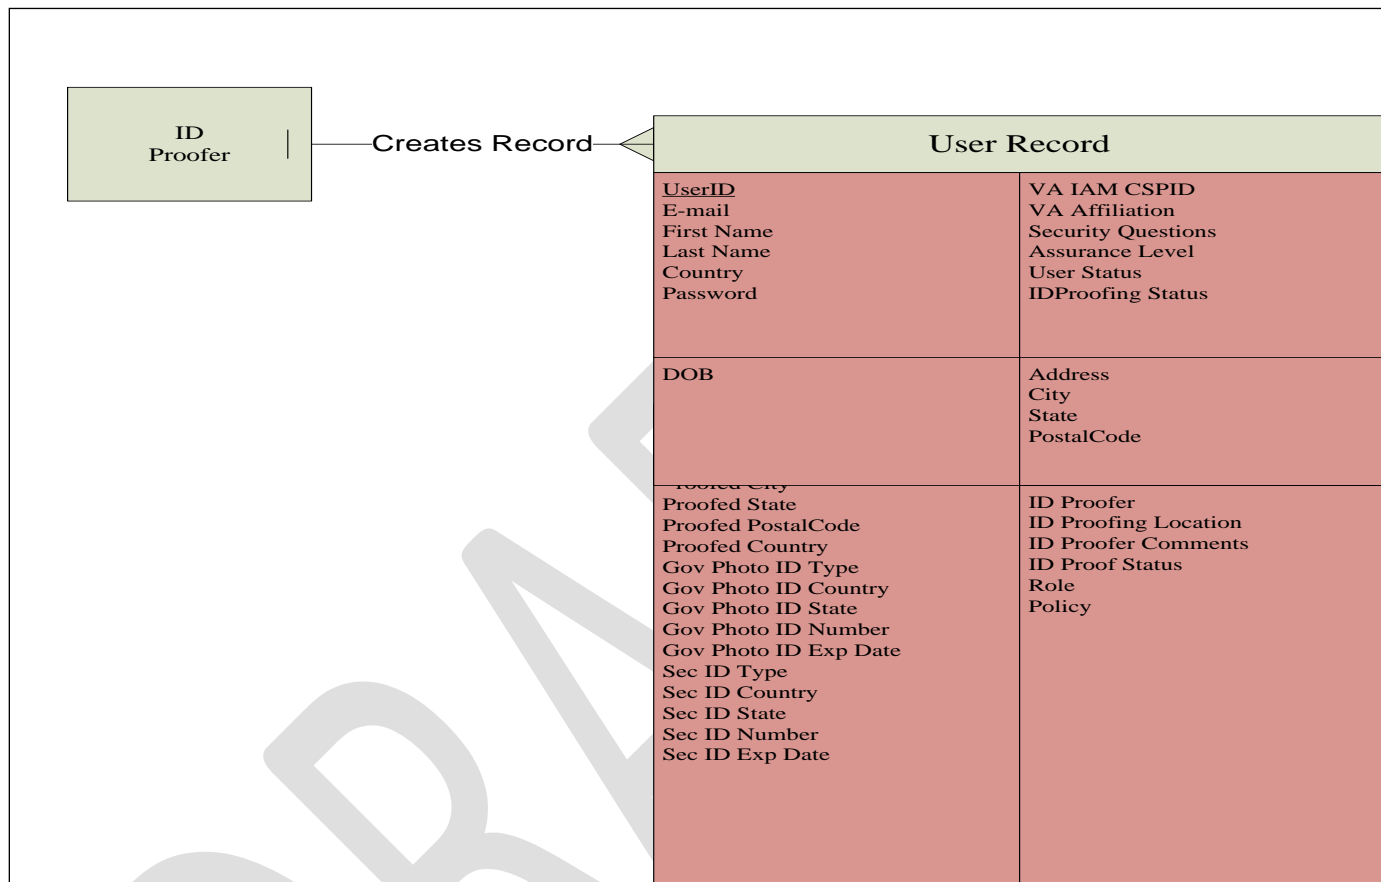 ID
Proofer
Creates Record
User Record
UserID
E-mail
First Name
Last Name
Country
Password
VA IAM CSPID
VA Affiliation
Security Questions
Assurance Level
User Status
IDProofing Status
DOB
Address
City
State
PostalCode
City
Proofed State
Proofed PostalCode
Proofed Country
Gov Photo ID Type
Gov Photo ID Country
Gov Photo ID State
Gov Photo ID Number
Gov Photo ID Exp Date
Sec ID Type
Sec ID Country
Sec ID State
Sec ID Number
Sec ID Exp Date
ID Proofer
ID Proofing Location
ID Proofer Comments
ID Proof Status
Role
Policy